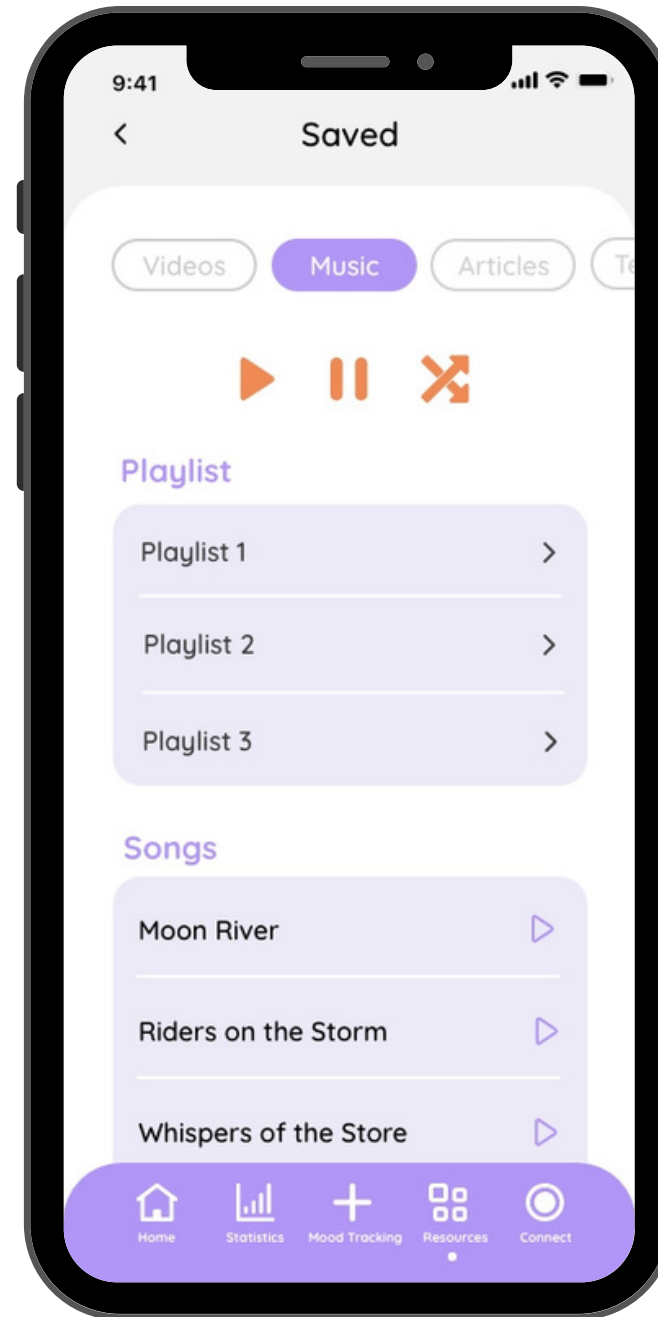 9:41
Saved
Videos Music Articles Te
Playlist
Playlist 1
Playlist 2
Playlist 3
Songs
Moon River
Riders on the Storm
Whispers of the Store
Home Statistics Mood Tracking Resources Connect